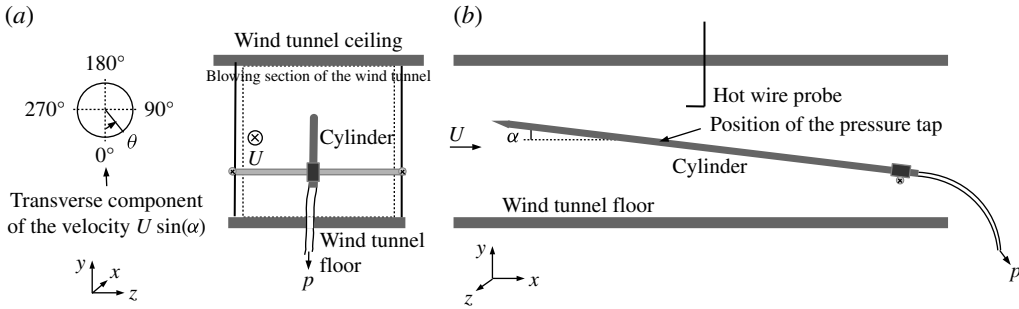 (a)
180°
270°
90°
θ
0°
Transverse component
of the velocity U sin(α)
y
x
z
Wind tunnel ceiling
Blowing section of the wind tunnel
Cylinder
U
Wind tunnel
floor
p
(b)
Hot wire probe
Position of the pressure tap
U
α
Cylinder
Wind tunnel floor
y
x
z
p